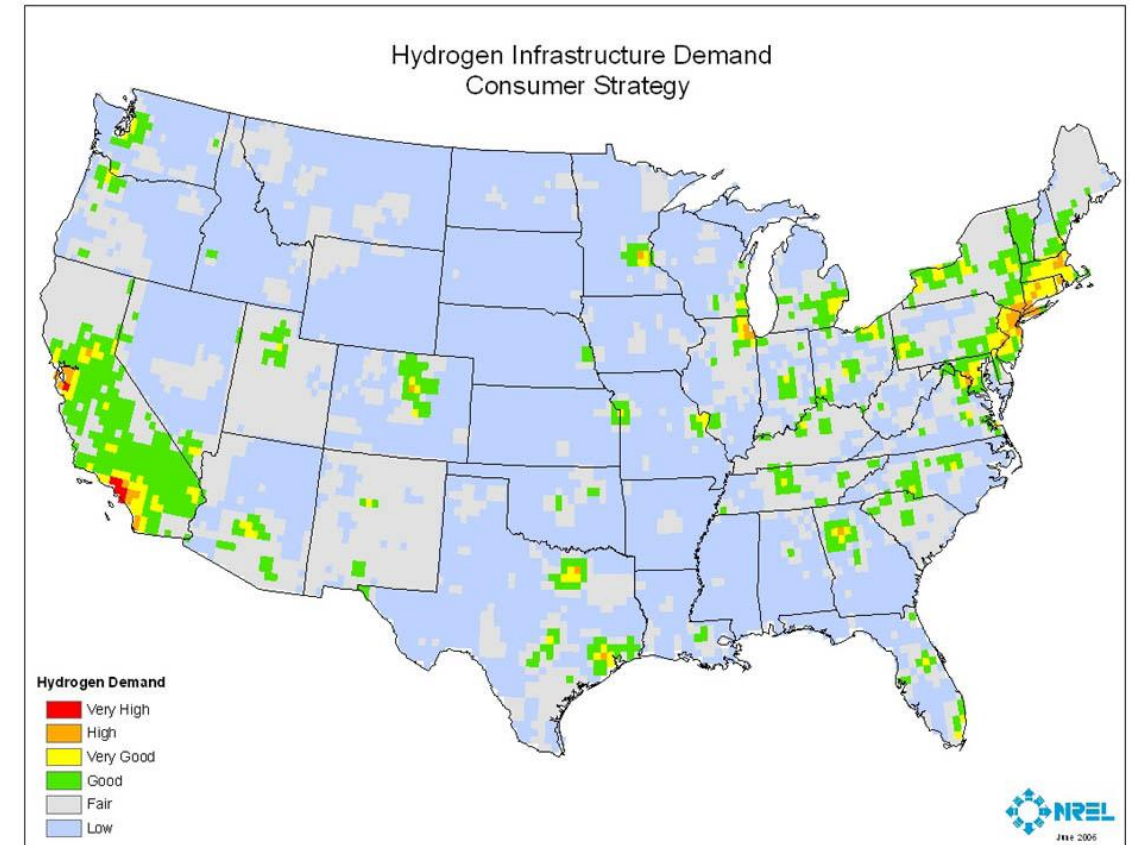 Hydrogen Infrastructure Demand
Consumer Strategy
Hydrogen Demand
Very High
High
Very Good
Good
Fair
Low
NREL
June 2006